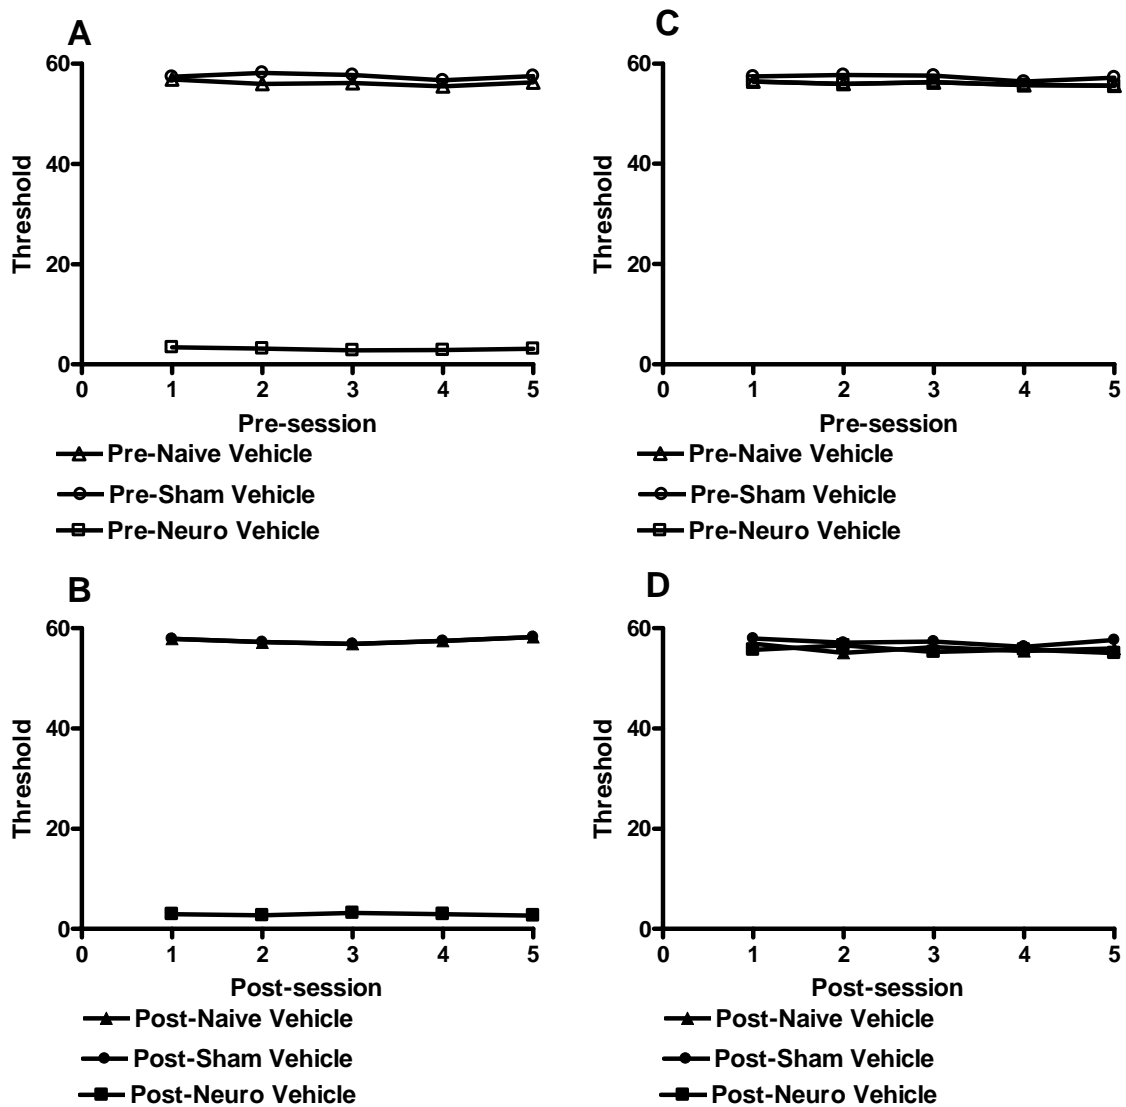 A
60
40
20
0
Threshold
0 1 2 3 4 5
Pre-session
Pre-Naive Vehicle
Pre-Sham Vehicle
Pre-Neuro Vehicle
C
60
40
20
0
Threshold
0 1 2 3 4 5
Pre-session
Pre-Naive Vehicle
Pre-Sham Vehicle
Pre-Neuro Vehicle
B
60
40
20
0
Threshold
0 1 2 3 4 5
Post-session
Post-Naive Vehicle
Post-Sham Vehicle
Post-Neuro Vehicle
D
60
40
20
0
Threshold
0 1 2 3 4 5
Post-session
Post-Naive Vehicle
Post-Sham Vehicle
Post-Neuro Vehicle